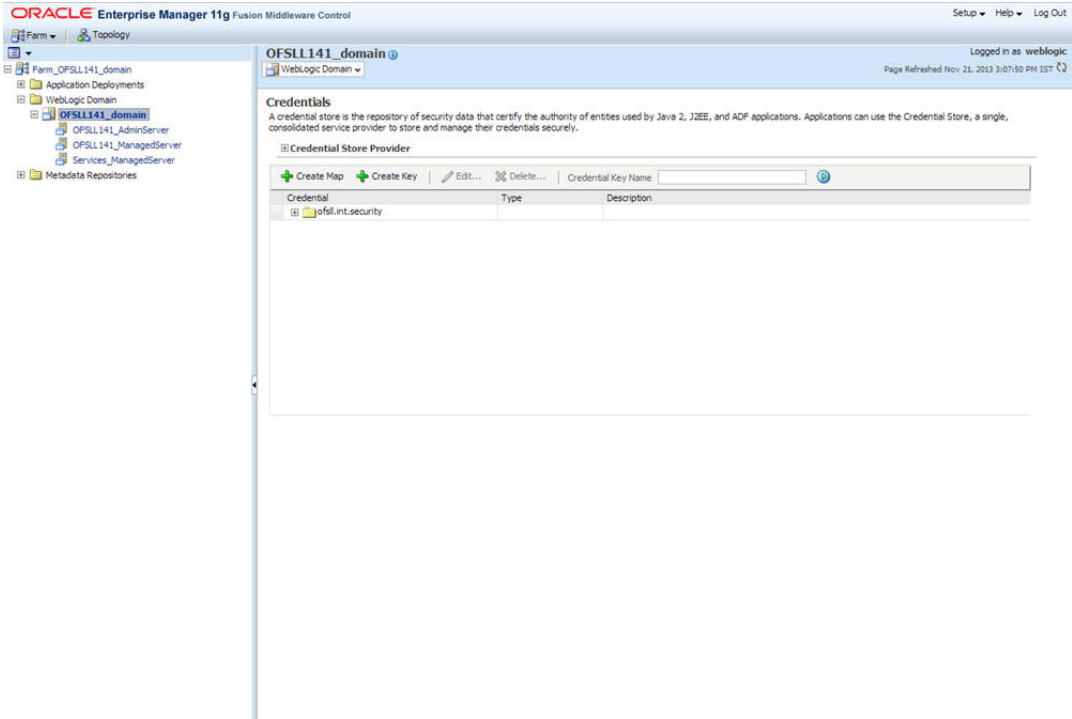 ORACLE Enterprise Manager 11g Fusion Middleware Control
Setup Help Log Out
Farm Topology
Farm_OFSLL141_domain
Application Deployments
WebLogic Domain
OFSLL141_domain
OFSLL141_AdminServer
OFSLL141_ManagedServer
Services_ManagedServer
Metadata Repositories
OFSLL141_domain
Logged in as weblogic
WebLogic Domain
Page Refreshed Nov 21, 2013 3:07:50 PM IST
Credentials
A credential store is the repository of security data that certify the authority of entities used by Java 2, J2EE, and ADF applications. Applications can use the Credential Store, a single,
consolidated service provider to store and manage their credentials securely.
Credential Store Provider
Create Map Create Key Edit... Delete... Credential Key Name
Credential Type Description
ofsll.int.security